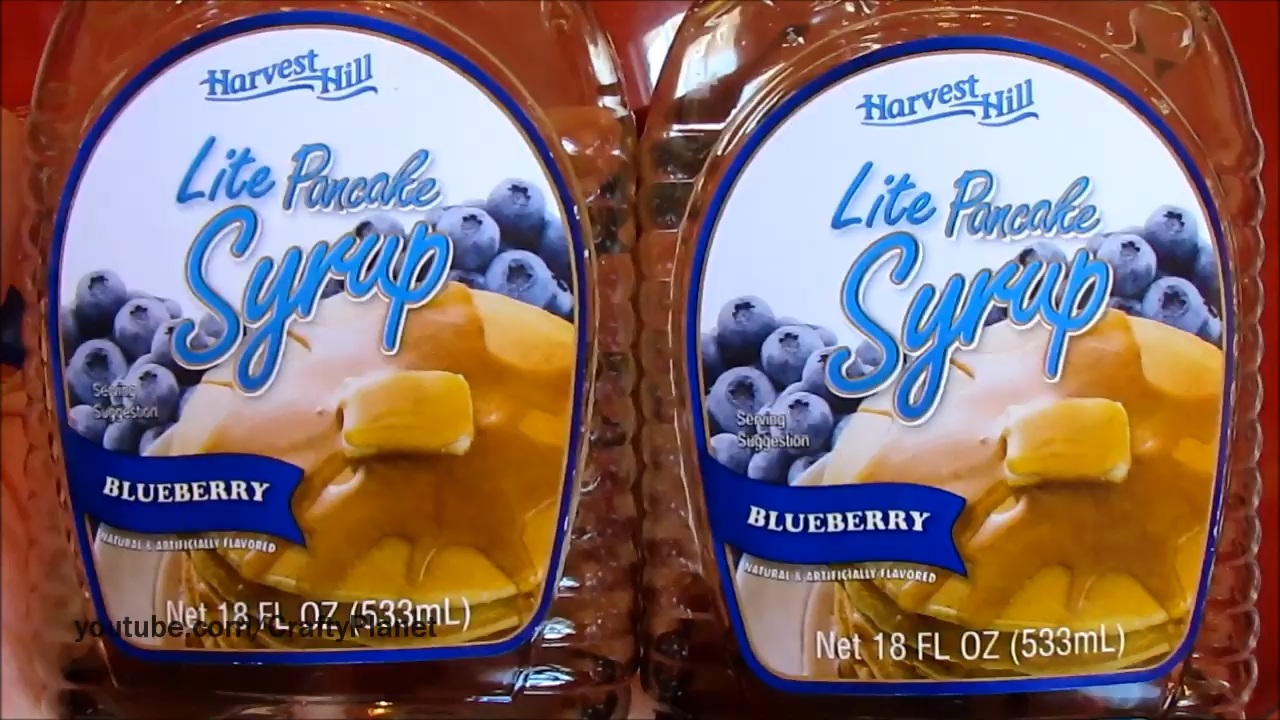 Harvest Hill
Lite Pancake
Syrup
Serving
Suggestion
BLUEBERRY
NATURAL & ARTIFICIALLY FLAVORED
Net 18 FL OZ (533mL)
youtube.com/CraftyPlanet
Harvest Hill
Lite Pancake
Syrup
Serving
Suggestion
BLUEBERRY
NATURAL & ARTIFICIALLY FLAVORED
Net 18 FL OZ (533mL)